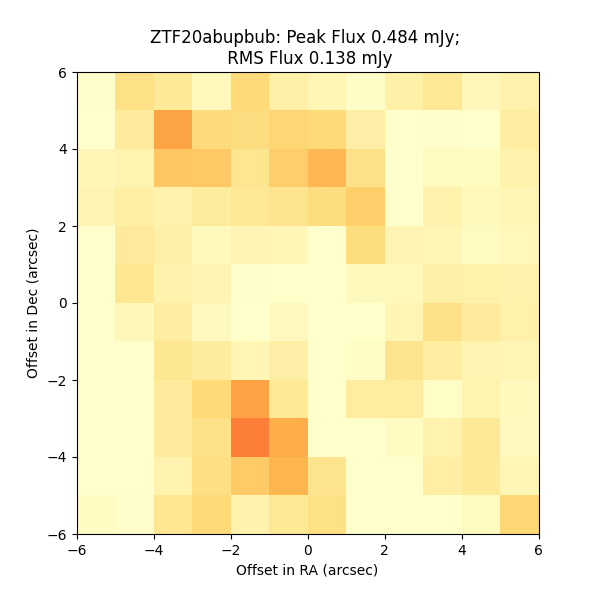 ZTF20abupbub: Peak Flux 0.484 mJy;
RMS Flux 0.138 mJy
6
4
2
0
−2
−4
−6
Offset in Dec (arcsec)
−6 −4 −2 0 2 4 6
Offset in RA (arcsec)